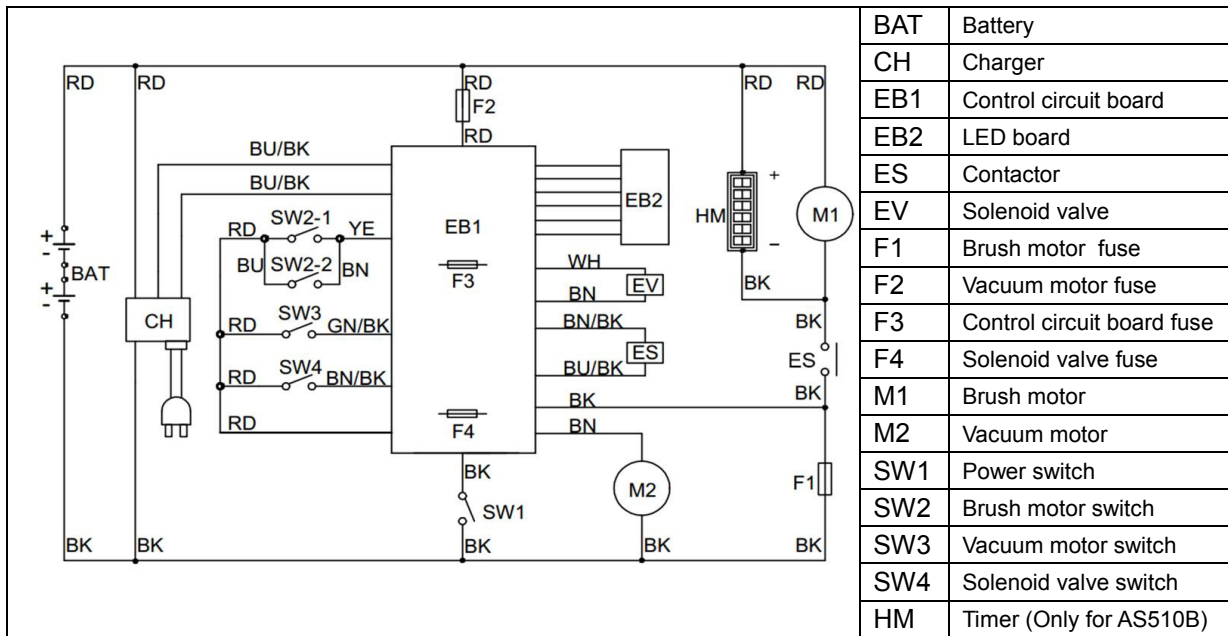 RD RD RD RD RD
F2
RD
BU/BK
BU/BK
EB2
HM
+
−
M1
RD SW2-1 YE
EB1
BU SW2-2 BN
F3
WH
EV
BN
BK
+
-
BAT
+
-
CH
RD SW3 GN/BK
BN/BK
ES
BU/BK
BK
ES
BK
RD SW4 BN/BK
BK
RD
F4
BN
BK
M2
F1
SW1
BK BK BK BK BK
BAT Battery
CH Charger
EB1 Control circuit board
EB2 LED board
ES Contactor
EV Solenoid valve
F1 Brush motor fuse
F2 Vacuum motor fuse
F3 Control circuit board fuse
F4 Solenoid valve fuse
M1 Brush motor
M2 Vacuum motor
SW1 Power switch
SW2 Brush motor switch
SW3 Vacuum motor switch
SW4 Solenoid valve switch
HM Timer (Only for AS510B)